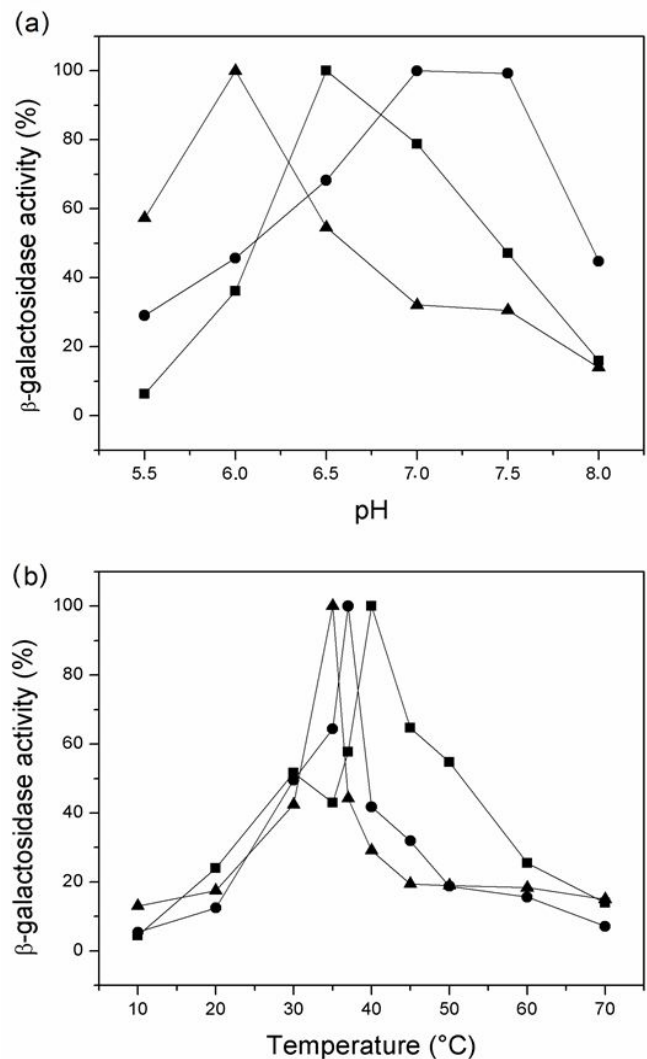 (a)
β-galactosidase activity (%)
100
80
60
40
20
0
5.5 6.0 6.5 7.0 7.5 8.0
pH
(b)
β-galactosidase activity (%)
100
80
60
40
20
0
10 20 30 40 50 60 70
Temperature (°C)